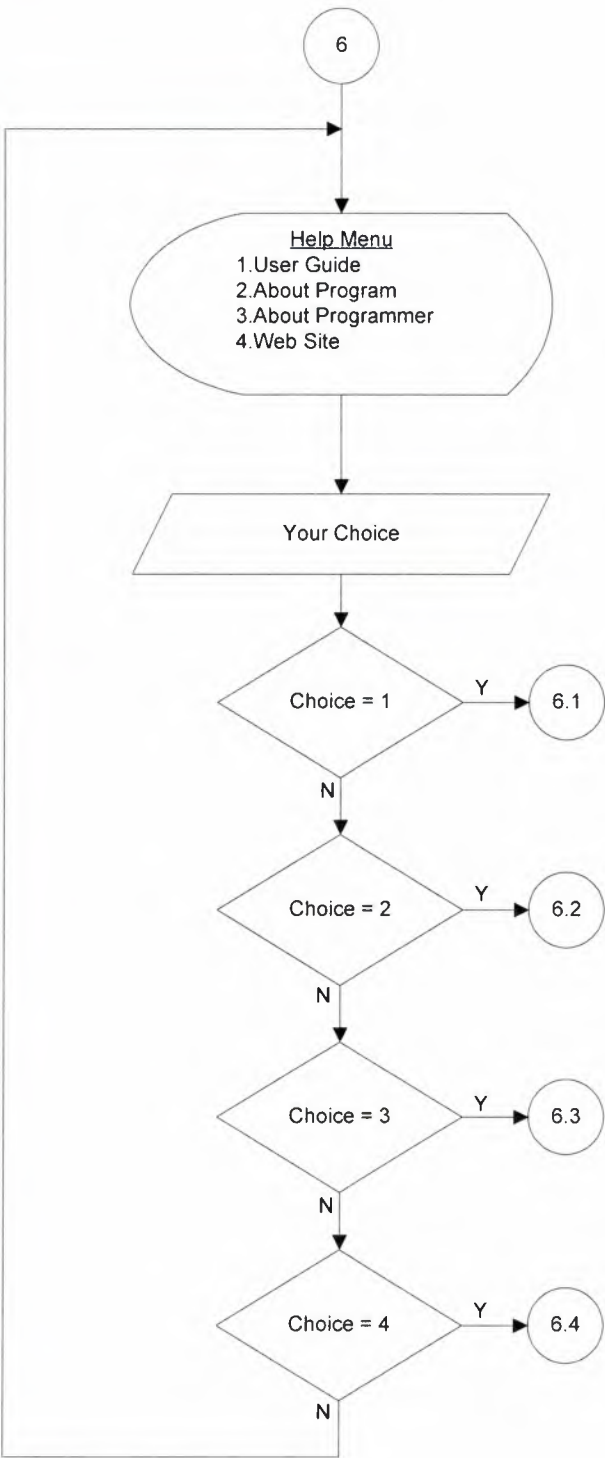 6
Help Menu
1.User Guide
2.About Program
3.About Programmer
4.Web Site
Your Choice
Choice = 1
Y
6.1
N
Choice = 2
Y
6.2
N
Choice = 3
Y
6.3
N
Choice = 4
Y
6.4
N